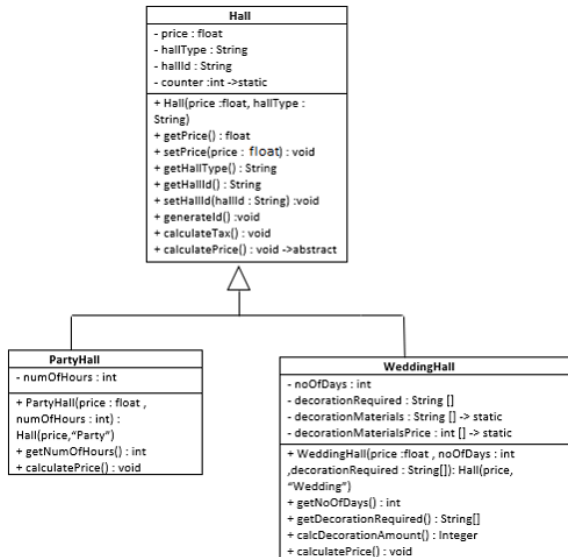 Hall
- price : float
- hallType : String
- hallId : String
- counter :int ->static
+ Hall(price :float, hallType :
String)
+ getPrice() : float
+ setPrice(price : float) : void
+ getHallType() : String
+ getHallId() : String
+ setHallId(hallId : String) :void
+ generateId() :void
+ calculateTax() : void
+ calculatePrice() : void ->abstract
PartyHall
- numOfHours : int
+ PartyHall(price : float ,
numOfHours : int) :
Hall(price,“Party”)
+ getNumOfHours() : int
+ calculatePrice() : void
WeddingHall
- noOfDays : int
- decorationRequired : String []
- decorationMaterials : String [] -> static
- decorationMaterialsPrice : int [] -> static
+ WeddingHall(price :float , noOfDays : int
,decorationRequired : String[]): Hall(price,
“Wedding”)
+ getNoOfDays() : int
+ getDecorationRequired() : String[]
+ calcDecorationAmount() : Integer
+ calculatePrice() : void